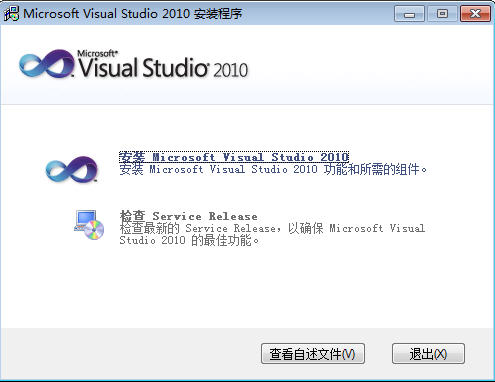 Microsoft Visual Studio 2010 安装程序
Microsoft®
Visual Studio® 2010
安装 Microsoft Visual Studio 2010
安装 Microsoft Visual Studio 2010 功能和所需的组件。
检查 Service Release
检查最新的 Service Release，以确保 Microsoft Visual
Studio 2010 的最佳功能。
查看自述文件(V)
退出(X)